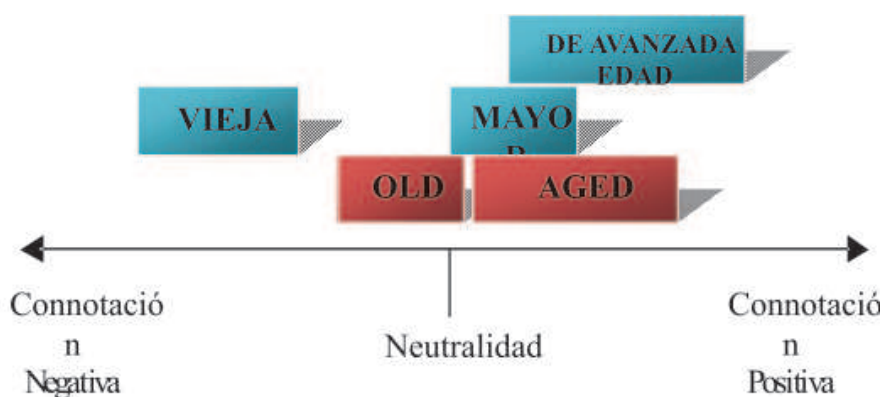 DE AVANZADA
EDAD
VIEJA
MAYO
R
OLD
AGED
Connotació
n
Negativa
Neutralidad
Connotació
n
Positiva